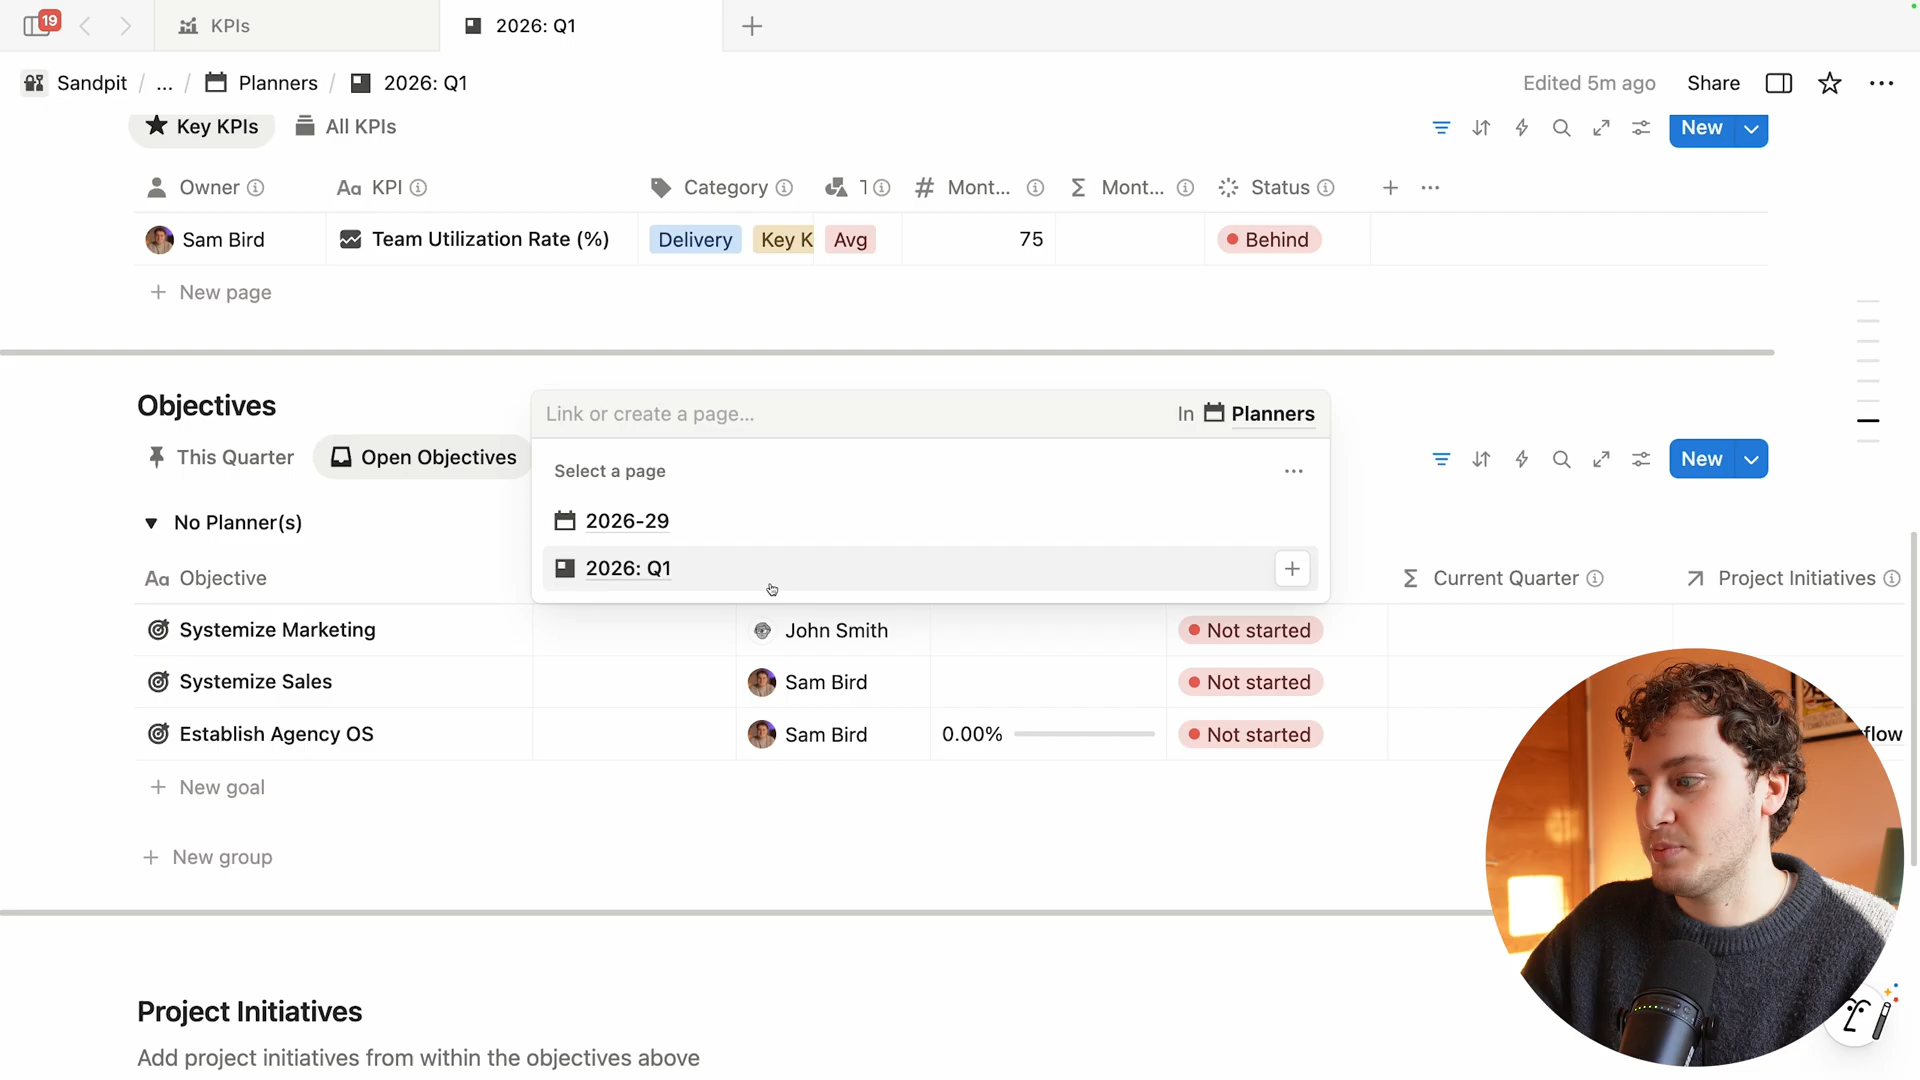 19
KPIs
2026: Q1
Sandpit / ... / Planners / 2026: Q1
Edited 5m ago
Share
Key KPIs
All KPIs
New
Owner
Aa KPI
Category
# Mont...
Σ Mont...
Status
Sam Bird
Team Utilization Rate (%)
Delivery
Key K
Avg
75
Behind
+ New page
Objectives
Link or create a page...
In Planners
This Quarter
Open Objectives
Select a page
New
2026-29
No Planner(s)
2026: Q1
Aa Objective
Σ Current Quarter
Project Initiatives
Systemize Marketing
John Smith
Not started
Systemize Sales
Sam Bird
Not started
Establish Agency OS
Sam Bird
0.00%
Not started
flow
+ New goal
+ New group
Project Initiatives
Add project initiatives from within the objectives above